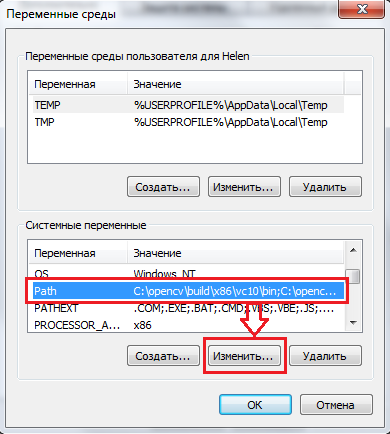 Переменные среды
Переменные среды пользователя для Helen
Переменная Значение
TEMP %USERPROFILE%\AppData\Local\Temp
TMP %USERPROFILE%\AppData\Local\Temp
Создать... Изменить... Удалить
Системные переменные
Переменная Значение
OS Windows_NT
Path C:\opencv\build\x86\vc10\bin;C:\openc...
PATHEXT .COM;.EXE;.BAT;.CMD;.VBS;.VBE;.JS;....
PROCESSOR_A... x86
Создать... Изменить... Удалить
OK Отмена